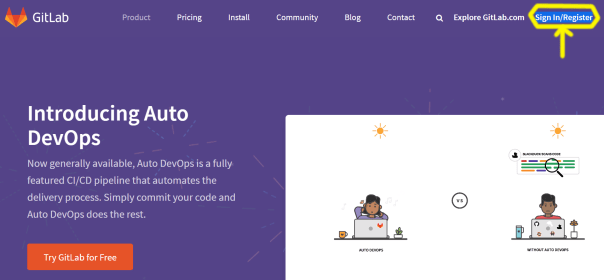 GitLab
Product Pricing Install Community Blog Contact Explore GitLab.com Sign In/Register
Introducing Auto
DevOps
Now generally available, Auto DevOps is a fully
featured CI/CD pipeline that automates the
delivery process. Simply commit your code and
Auto DevOps does the rest.
Try GitLab for Free
VS
AUTO DEVOPS
WITHOUT AUTO DEVOPS